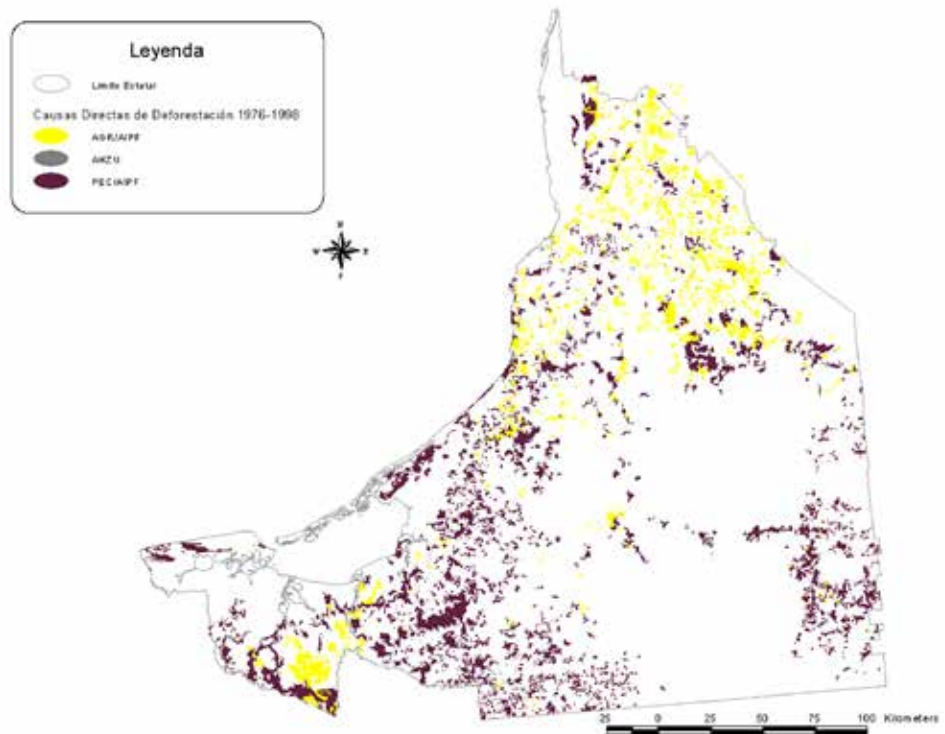 Leyenda
Límite Estatal
Causas Directas de Deforestación 1976-1998
AGR/AIPF
AHZU
PEC/AIPF
N
W E
S
25 0 25 50 75 100 Kilometers